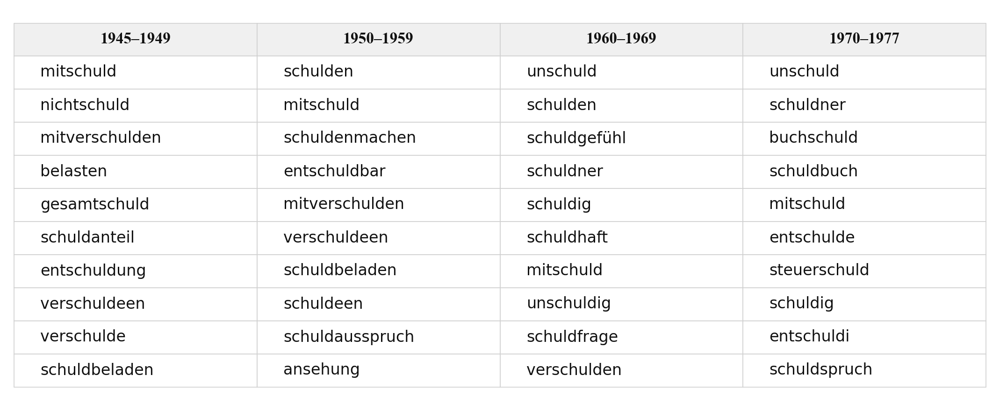 1945–1949 1950–1959 1960–1969 1970–1977
mitschuld schulden unschuld unschuld
nichtschuld mitschuld schulden schuldner
mitverschulden schuldenmachen schuldgefühl buchschuld
belasten entschuldbar schuldner schuldbuch
gesamtschuld mitverschulden schuldig mitschuld
schuldanteil verschuldeen schuldhaft entschulde
entschuldung schuldbeladen mitschuld steuerschuld
verschuldeen schuldeen unschuldig schuldig
verschulde schuldausspruch schuldfrage entschuldi
schuldbeladen ansehung verschulden schuldspruch